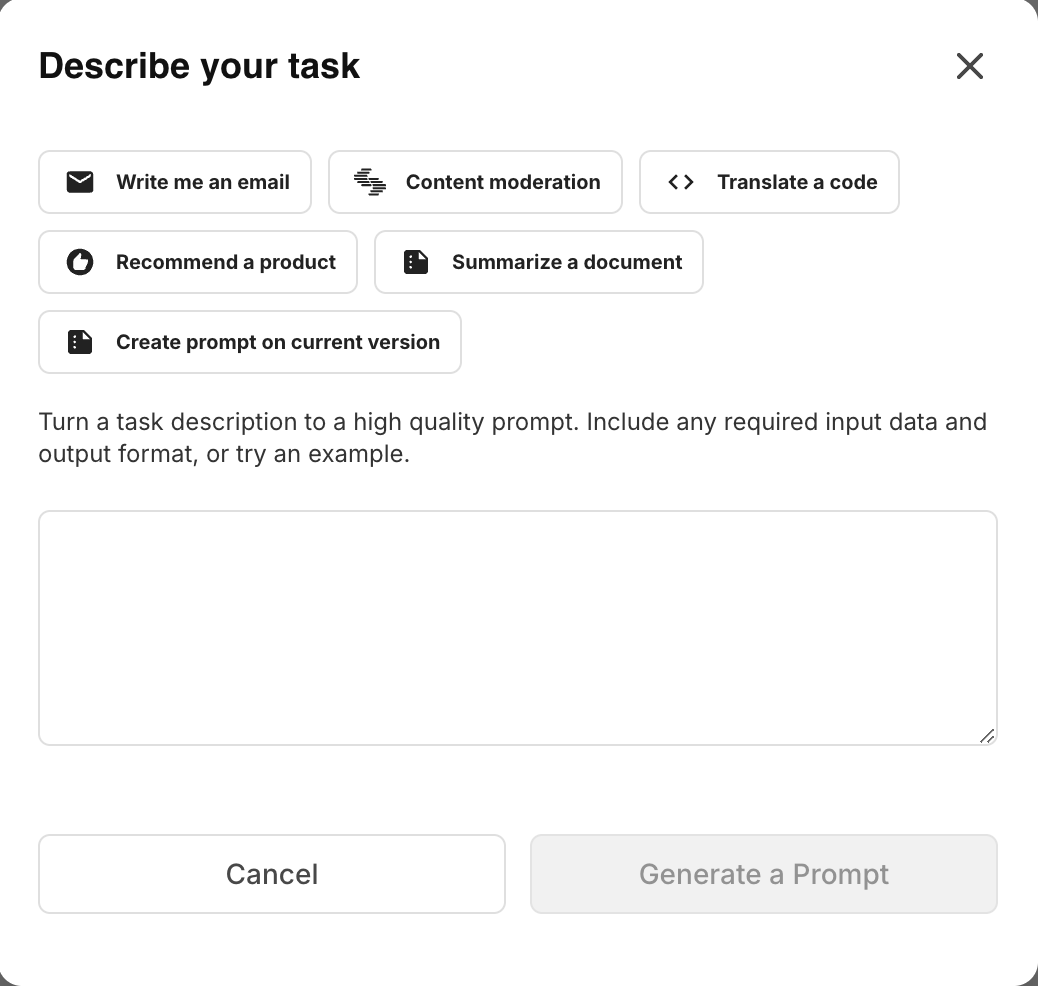 Describe your task
Write me an email
Content moderation
Translate a code
Recommend a product
Summarize a document
Create prompt on current version
Turn a task description to a high quality prompt. Include any required input data and
output format, or try an example.
Cancel
Generate a Prompt